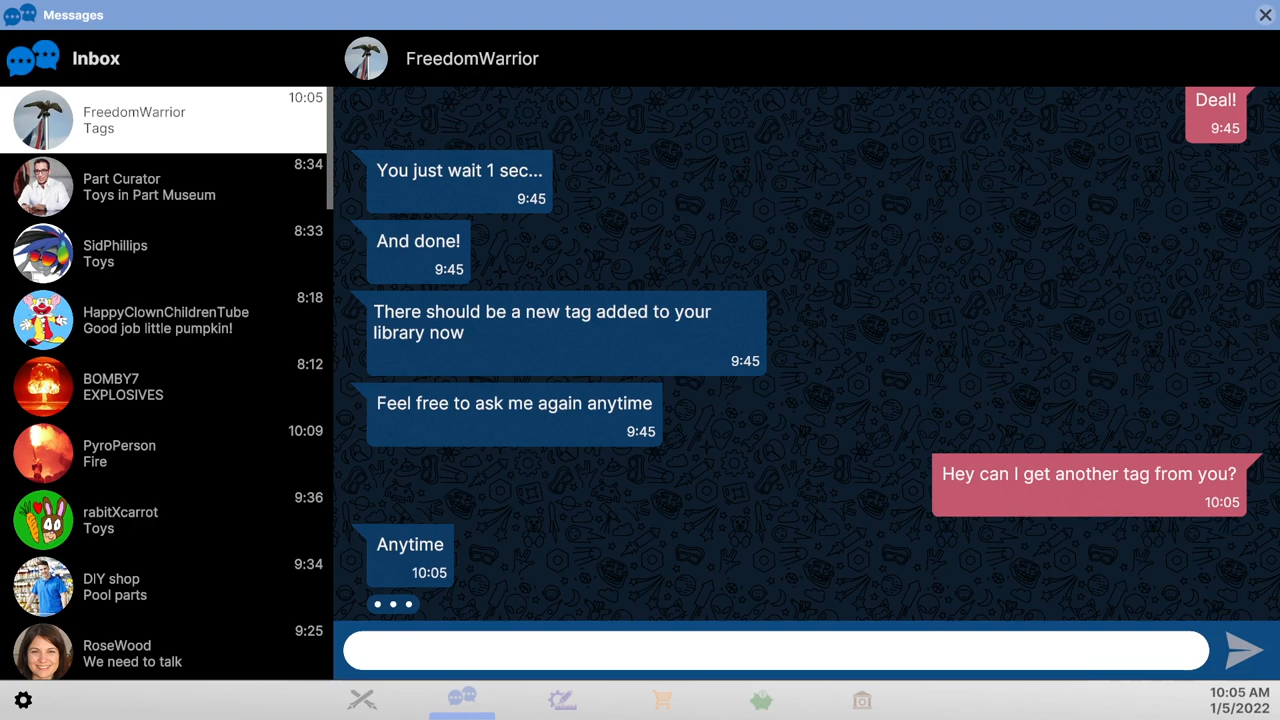 Messages
Inbox
FreedomWarrior
Tags
10:05
Part Curator
Toys in Part Museum
8:34
SidPhillips
Toys
8:33
HappyClownChildrenTube
Good job little pumpkin!
8:18
BOMBY7
EXPLOSIVES
8:12
PyroPerson
Fire
10:09
rabitXcarrot
Toys
9:36
DIY shop
Pool parts
9:34
RoseWood
We need to talk
9:25
FreedomWarrior
Deal!
9:45
You just wait 1 sec...
9:45
And done!
9:45
There should be a new tag added to your
library now
9:45
Feel free to ask me again anytime
9:45
Hey can I get another tag from you?
10:05
Anytime
10:05
10:05 AM
1/5/2022